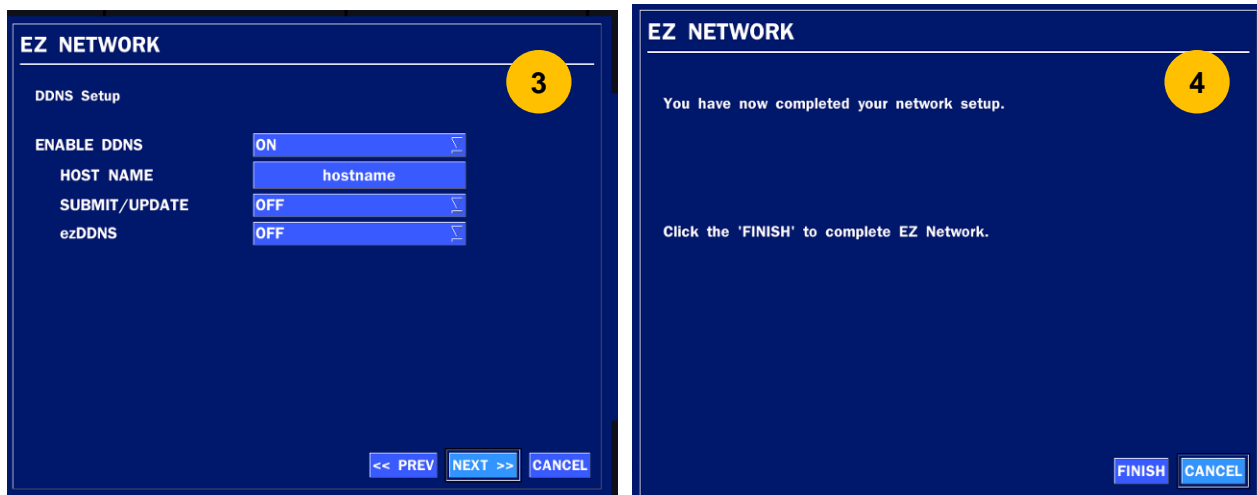 EZ NETWORK
3
DDNS Setup
ENABLE DDNS ON
HOST NAME hostname
SUBMIT/UPDATE OFF
ezDDNS OFF
<< PREV NEXT >> CANCEL
EZ NETWORK
4
You have now completed your network setup.
Click the 'FINISH' to complete EZ Network.
FINISH CANCEL